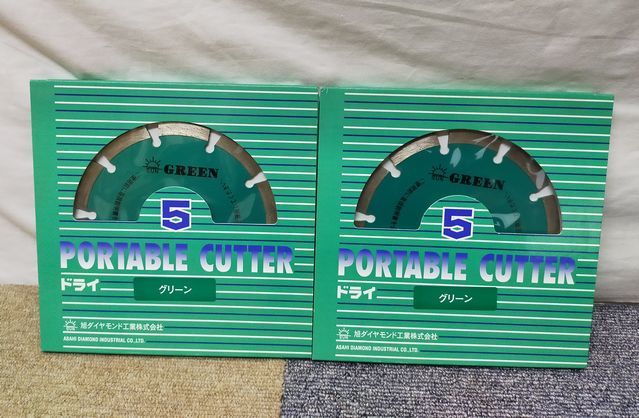 GREEN
5
PORTABLE CUTTER
ドライ
グリーン
旭ダイヤモンド工業株式会社
ASAHI DIAMOND INDUSTRIAL CO.,LTD.
GREEN
5
PORTABLE CUTTER
ドライ
グリーン
旭ダイヤモンド工業株式会社
ASAHI DIAMOND INDUSTRIAL CO.,LTD.